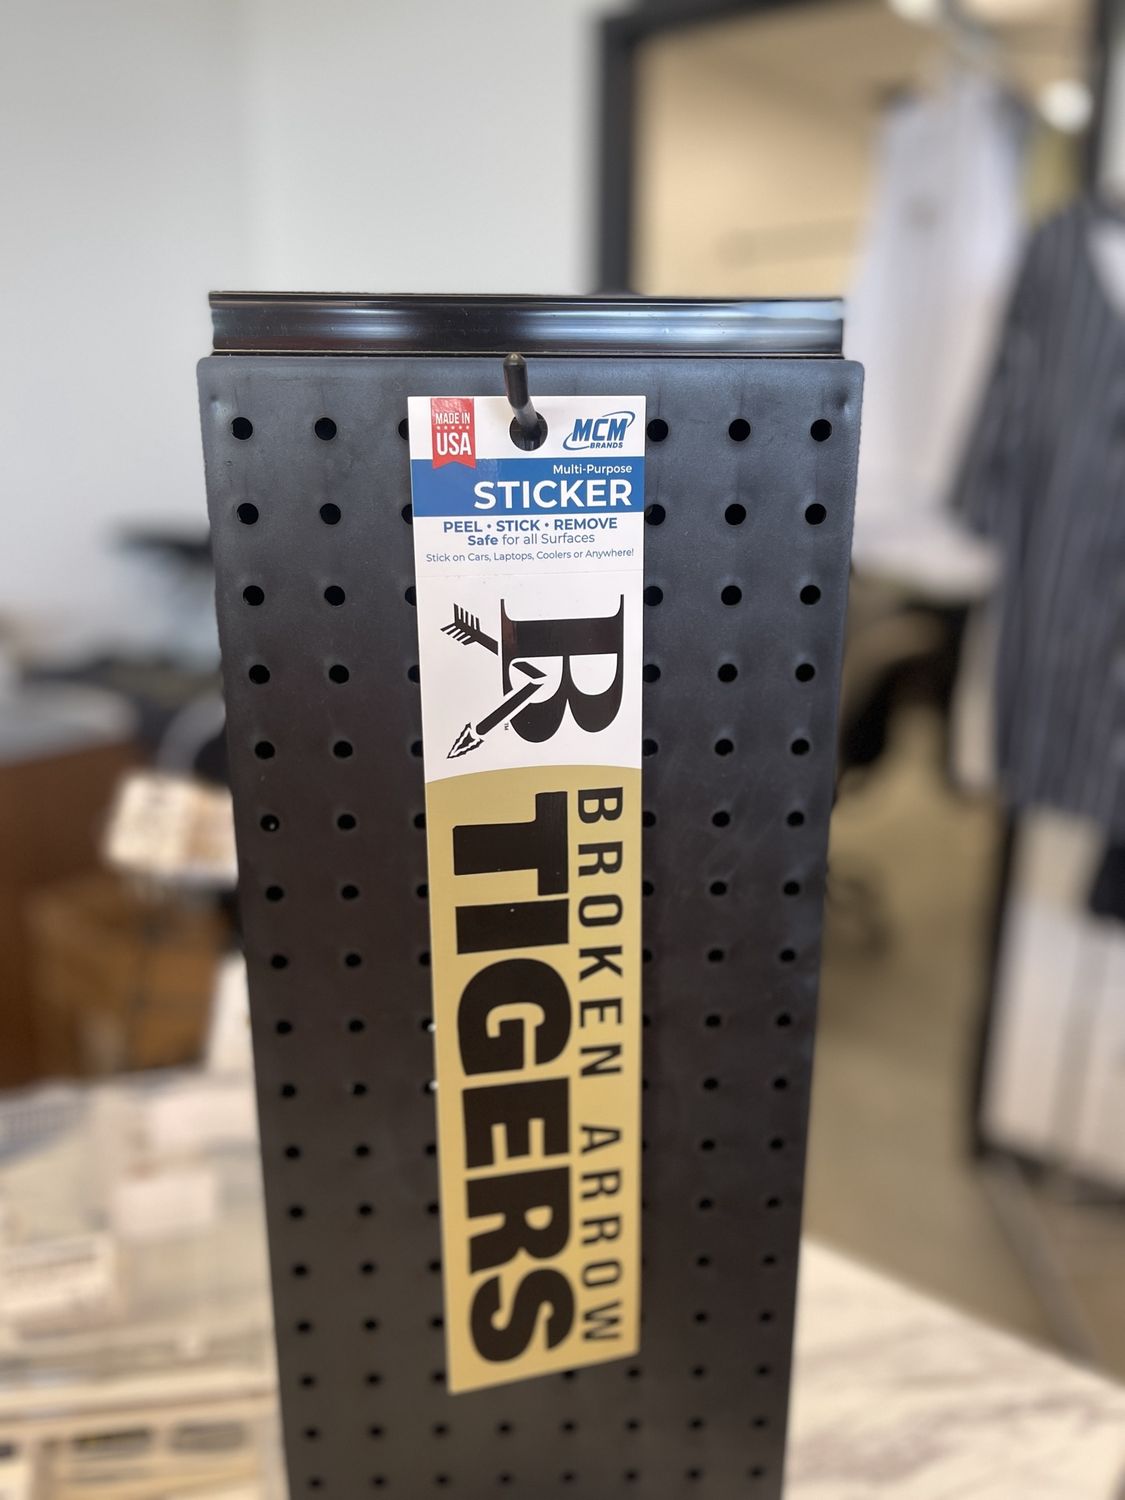 MADE IN
USA
MCM
BRANDS
Multi-Purpose
STICKER
PEEL • STICK • REMOVE
Safe for all Surfaces
Stick on Cars, Laptops, Coolers or Anywhere!
B
TM
BROKEN ARROW
TIGERS